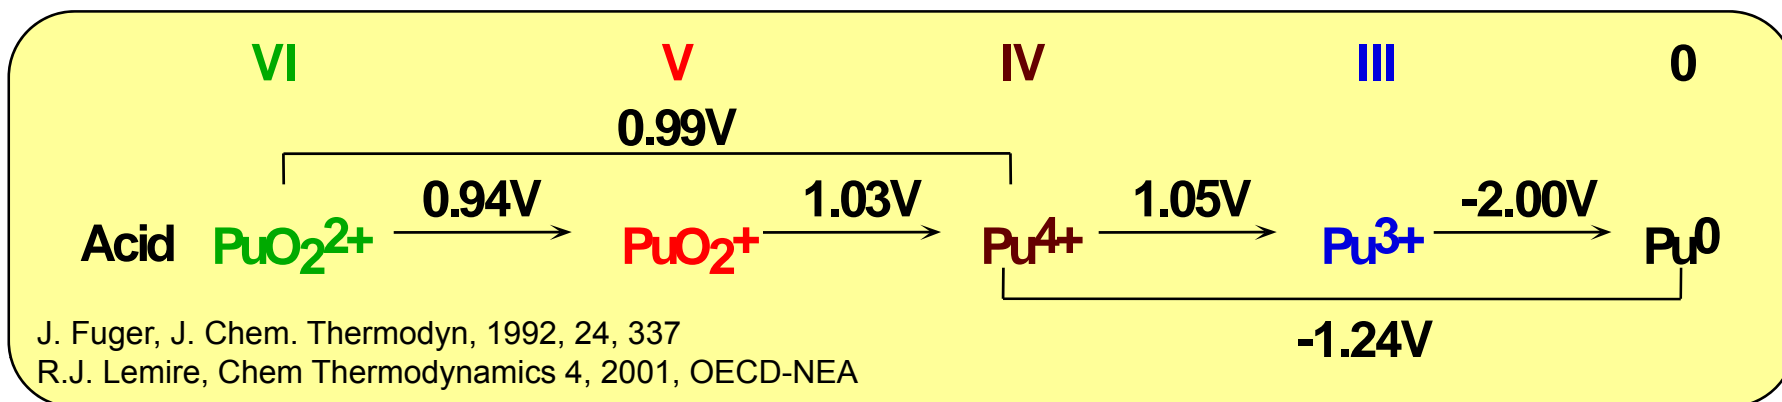 VI V IV III 0
0.99V
0.94V 1.03V 1.05V -2.00V
Acid PuO₂²⁺ PuO₂⁺ Pu⁴⁺ Pu³⁺ Pu⁰
-1.24V
J. Fuger, J. Chem. Thermodyn, 1992, 24, 337
R.J. Lemire, Chem Thermodynamics 4, 2001, OECD-NEA